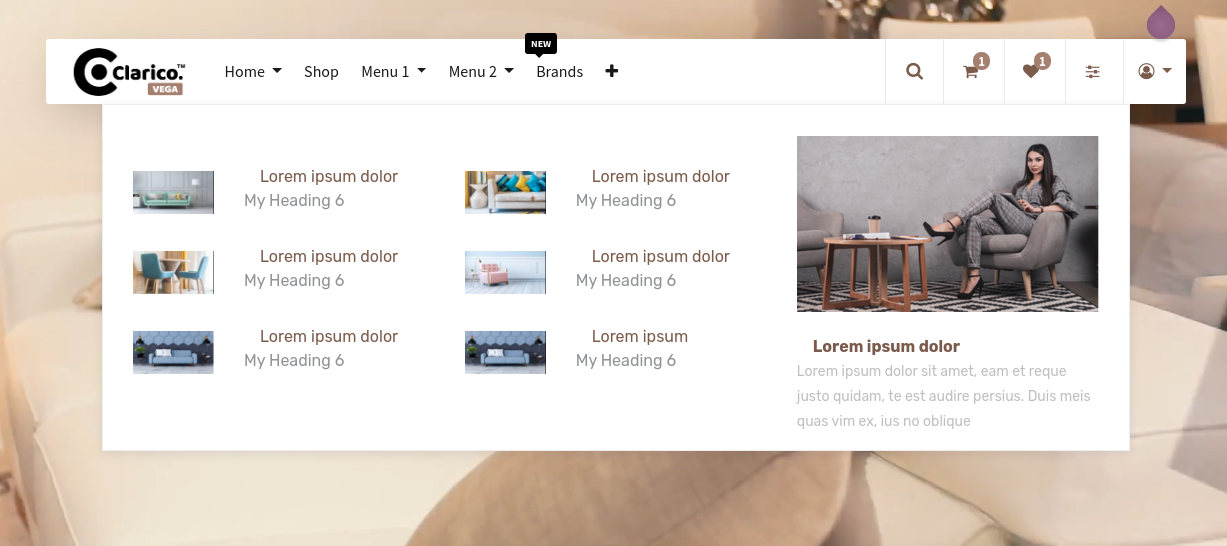 NEW
Clarico.™
VEGA
Home
Shop
Menu 1
Menu 2
Brands
1
1
Lorem ipsum dolor
My Heading 6
Lorem ipsum dolor
My Heading 6
Lorem ipsum dolor
My Heading 6
Lorem ipsum dolor
My Heading 6
Lorem ipsum dolor
My Heading 6
Lorem ipsum
My Heading 6
Lorem ipsum dolor
Lorem ipsum dolor sit amet, eam et reque
justo quidam, te est audire persius. Duis meis
quas vim ex, ius no oblique